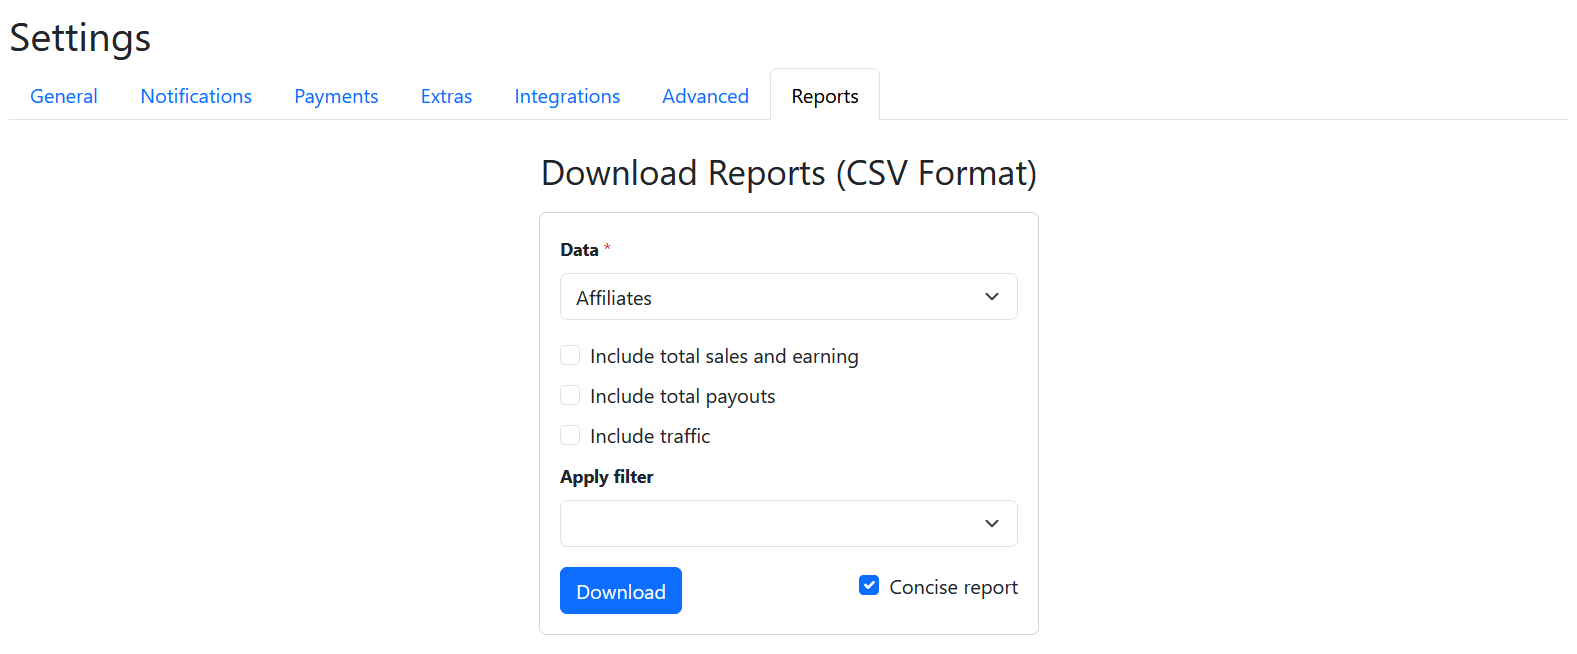 Settings
General Notifications Payments Extras Integrations Advanced Reports
Download Reports (CSV Format)
Data *
Affiliates
Include total sales and earning
Include total payouts
Include traffic
Apply filter
Download Concise report